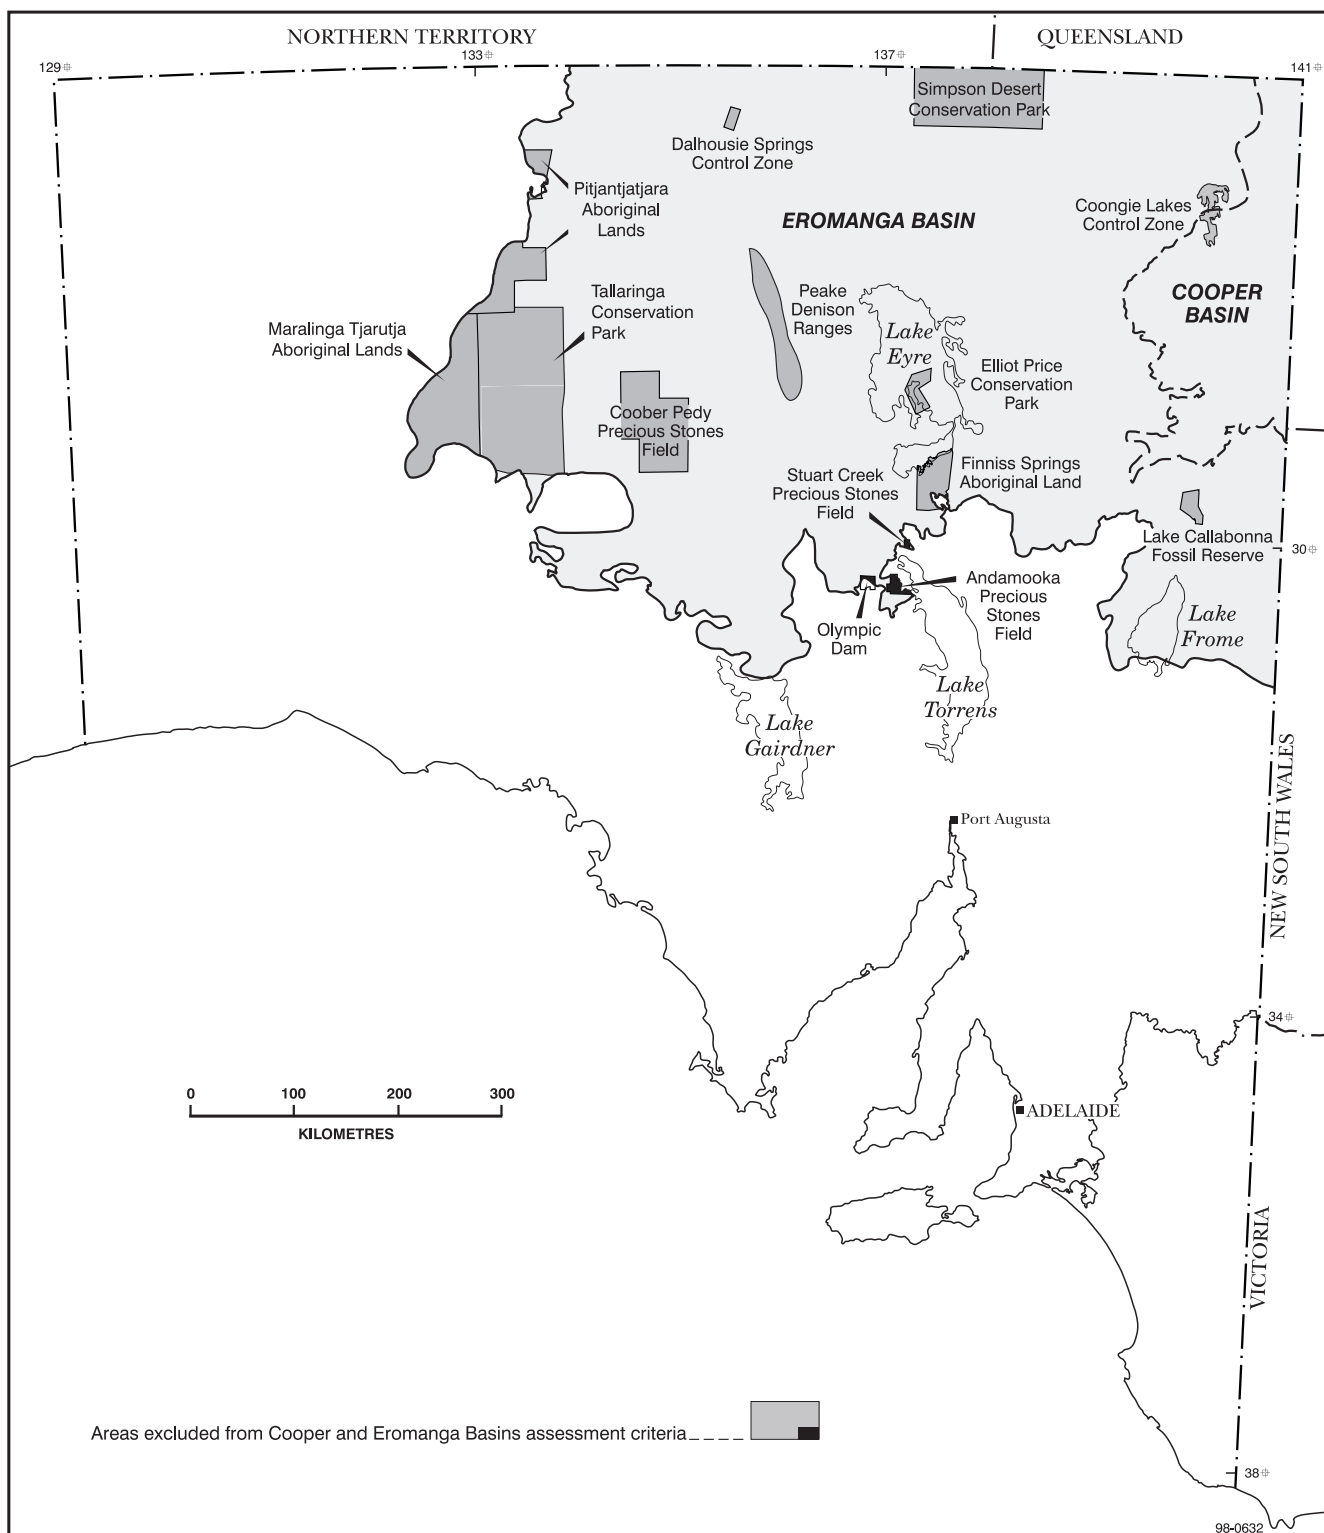 NORTHERN TERRITORY
QUEENSLAND
129
133
137
141
Simpson Desert
Conservation Park
Dalhousie Springs
Control Zone
Pitjantjatjara
Aboriginal
Lands
Coongie Lakes
Control Zone
EROMANGA BASIN
COOPER
BASIN
Tallaringa
Conservation
Park
Peake
Denison
Ranges
Lake
Eyre
Maralinga Tjarutja
Aboriginal Lands
Elliot Price
Conservation
Park
Coober Pedy
Precious Stones
Field
Stuart Creek
Precious Stones
Field
Finniss Springs
Aboriginal Land
Lake Callabonna
Fossil Reserve
30
Andamooka
Precious
Stones
Field
Olympic
Dam
Lake
Frome
Lake
Torrens
Lake
Gairdner
NEW SOUTH WALES
Port Augusta
34
0
100
200
300
KILOMETRES
ADELAIDE
VICTORIA
Areas excluded from Cooper and Eromanga Basins assessment criteria
38
98-0632